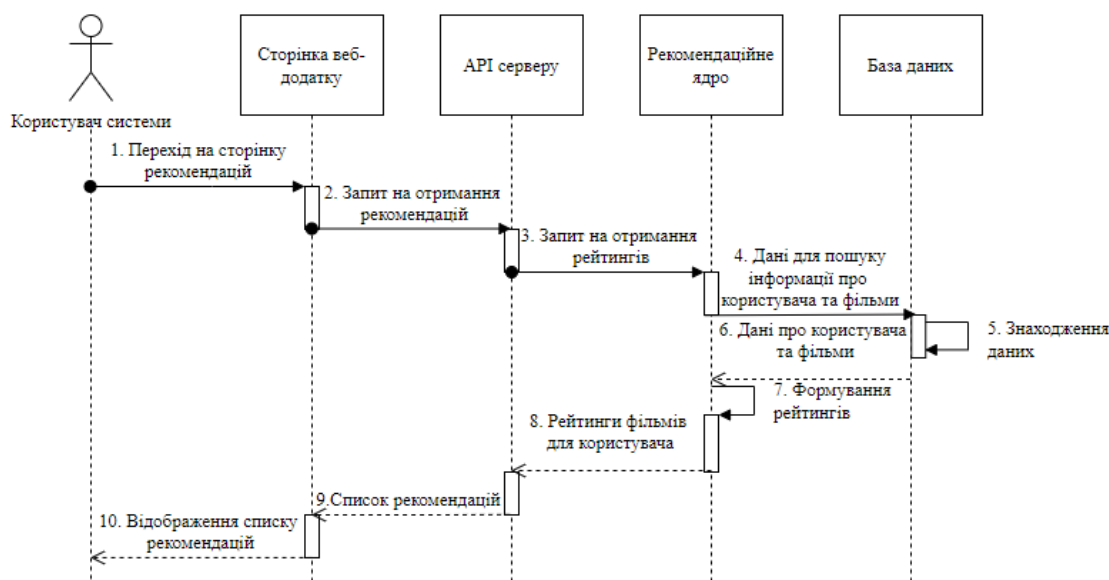 Сторінка веб-
додатку
API серверу
Рекомендаційне
ядро
База даних
Користувач системи
1. Перехід на сторінку
рекомендацій
2. Запит на отримання
рекомендацій
3. Запит на отримання
рейтингів
4. Дані для пошуку
інформації про
користувача та фільми
5. Знаходження
даних
6. Дані про користувача
та фільми
7. Формування
рейтингів
8. Рейтинги фільмів
для користувача
9.Список рекомендацій
10. Відображення списку
рекомендацій